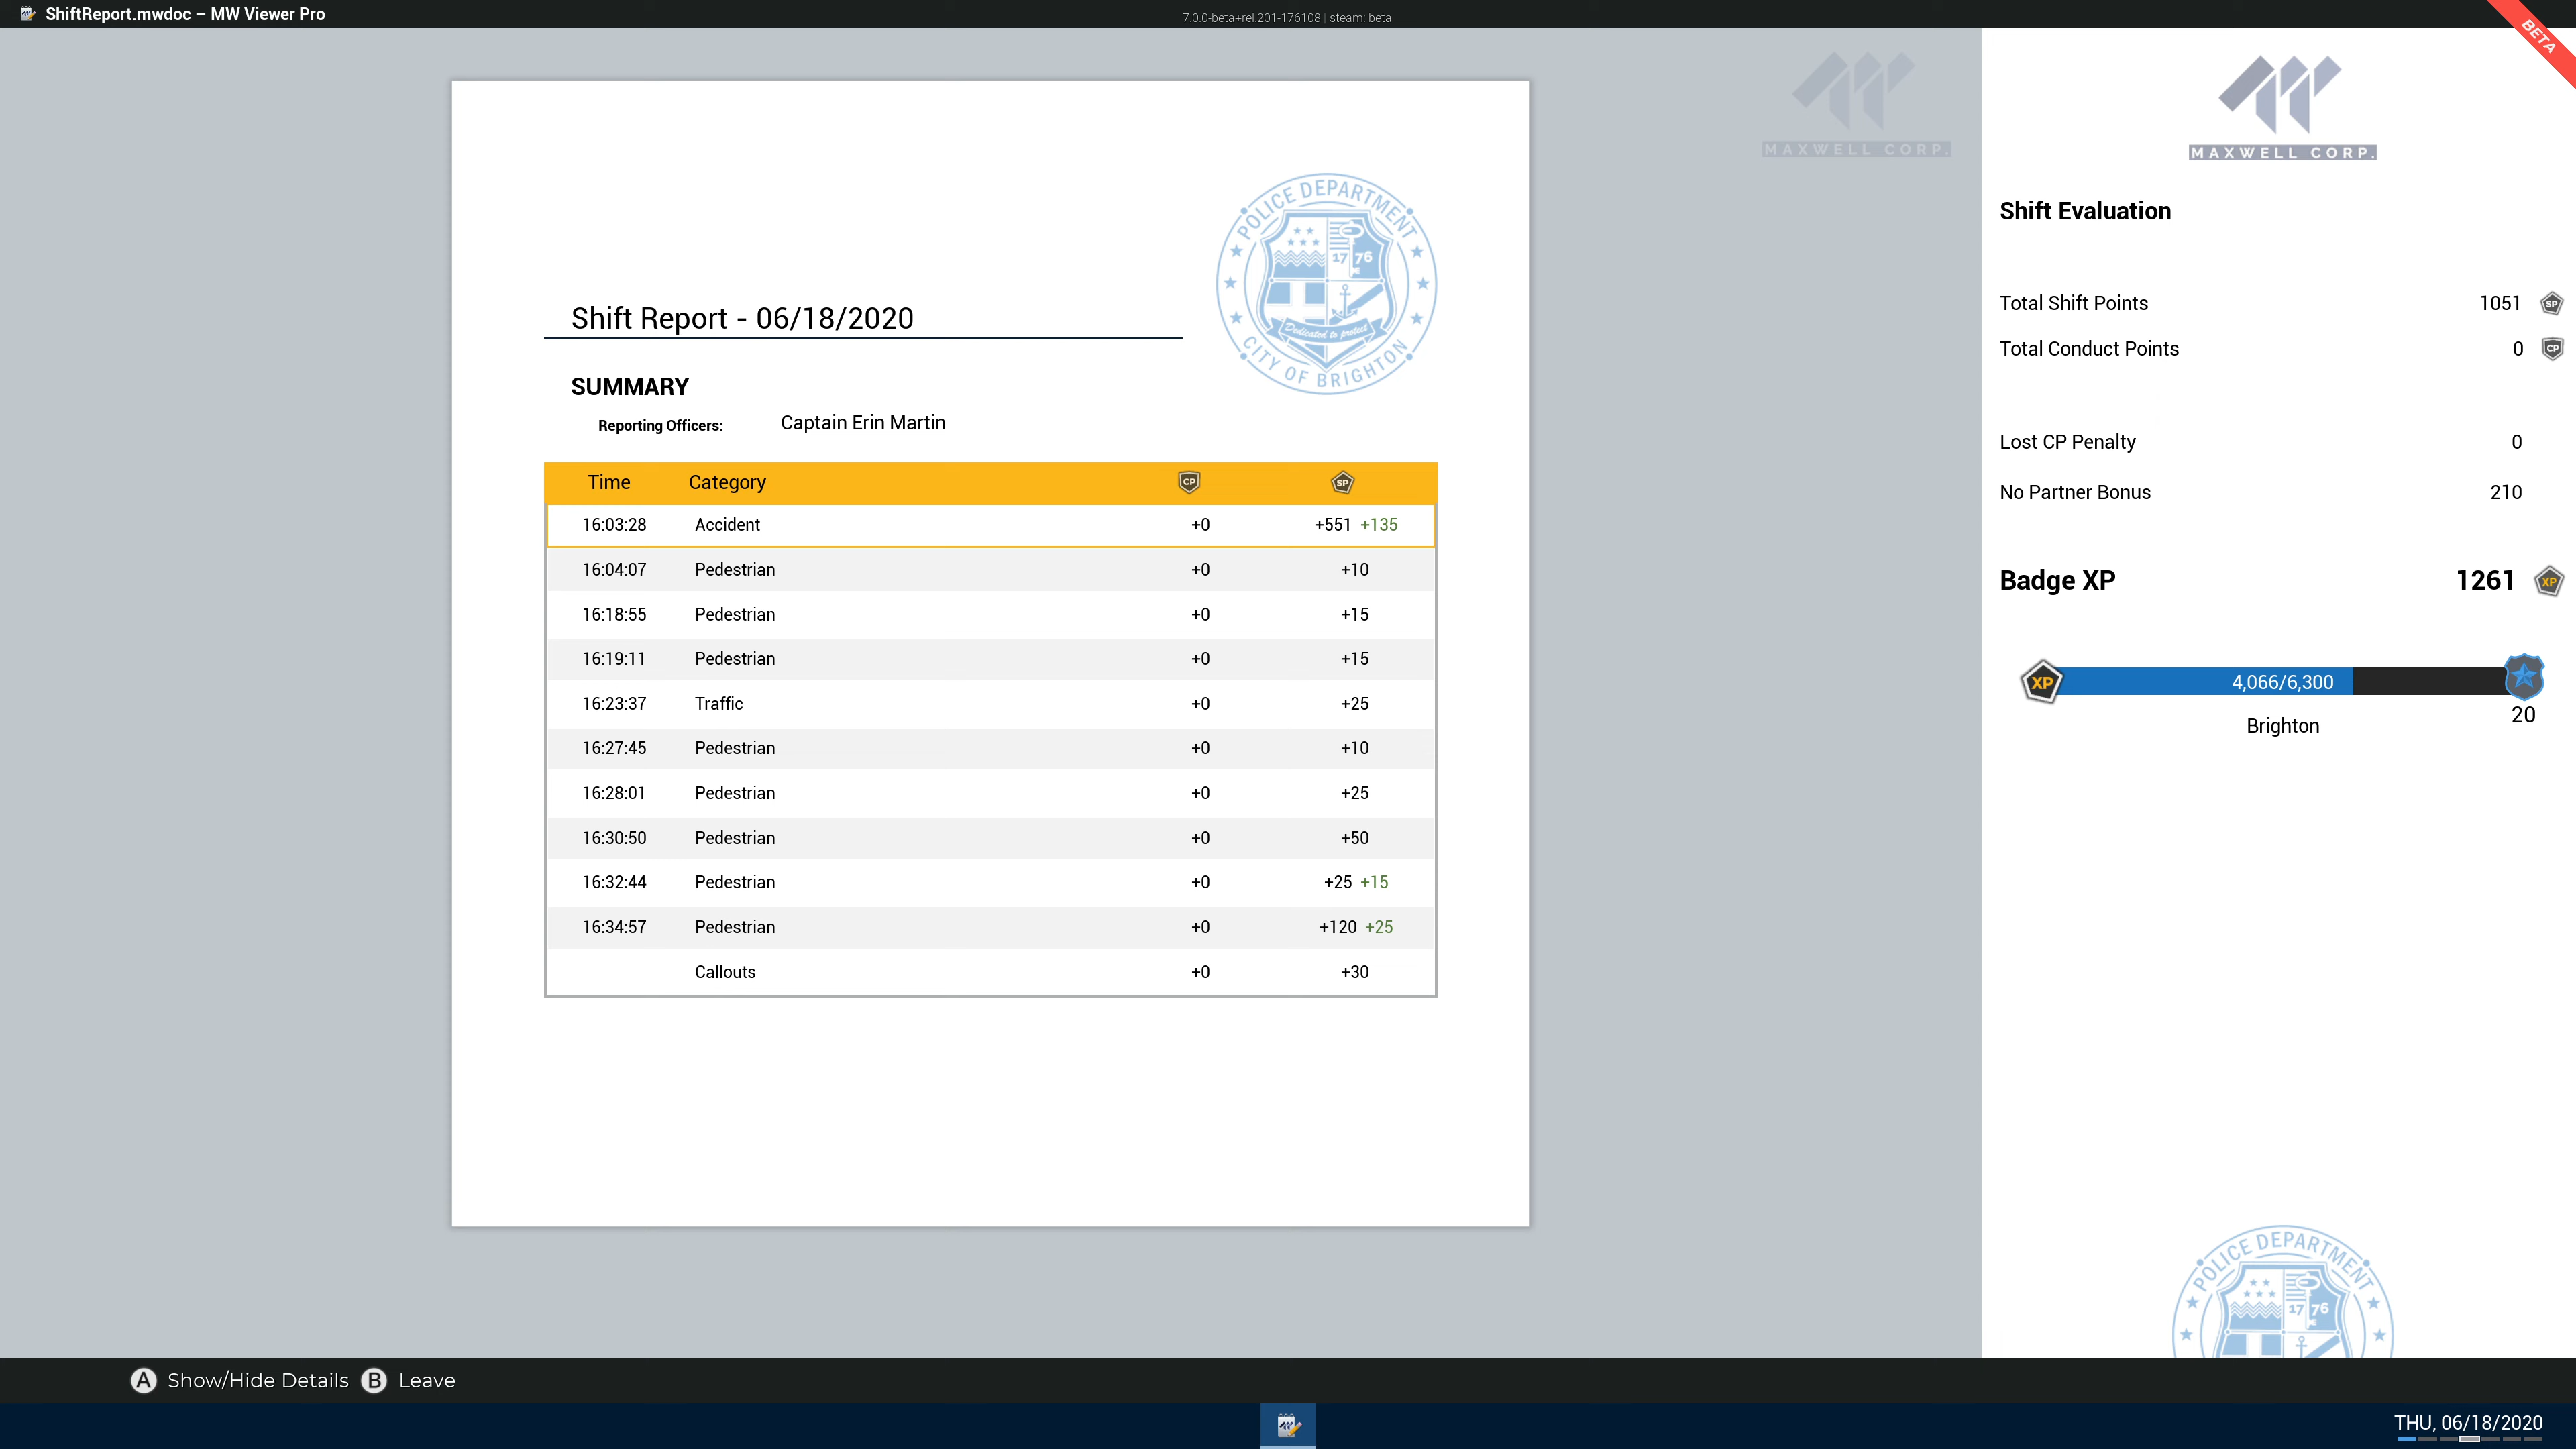 ShiftReport.mwdoc – MW Viewer Pro
7.0.0-beta+rel.201-176108 | steam: beta
BETA
MAXWELL CORP.
MAXWELL CORP.
POLICE DEPARTMENT
17 76
Dedicated to protect
CITY OF BRIGHTON
Shift Report - 06/18/2020
SUMMARY
Reporting Officers: Captain Erin Martin
Time Category CP SP
16:03:28 Accident +0 +551 +135
16:04:07 Pedestrian +0 +10
16:18:55 Pedestrian +0 +15
16:19:11 Pedestrian +0 +15
16:23:37 Traffic +0 +25
16:27:45 Pedestrian +0 +10
16:28:01 Pedestrian +0 +25
16:30:50 Pedestrian +0 +50
16:32:44 Pedestrian +0 +25 +15
16:34:57 Pedestrian +0 +120 +25
Callouts +0 +30
Shift Evaluation
Total Shift Points 1051 SP
Total Conduct Points 0 CP
Lost CP Penalty 0
No Partner Bonus 210
Badge XP 1261 XP
XP 4,066/6,300
20
Brighton
POLICE DEPARTMENT
17 76
A Show/Hide Details B Leave
THU, 06/18/2020